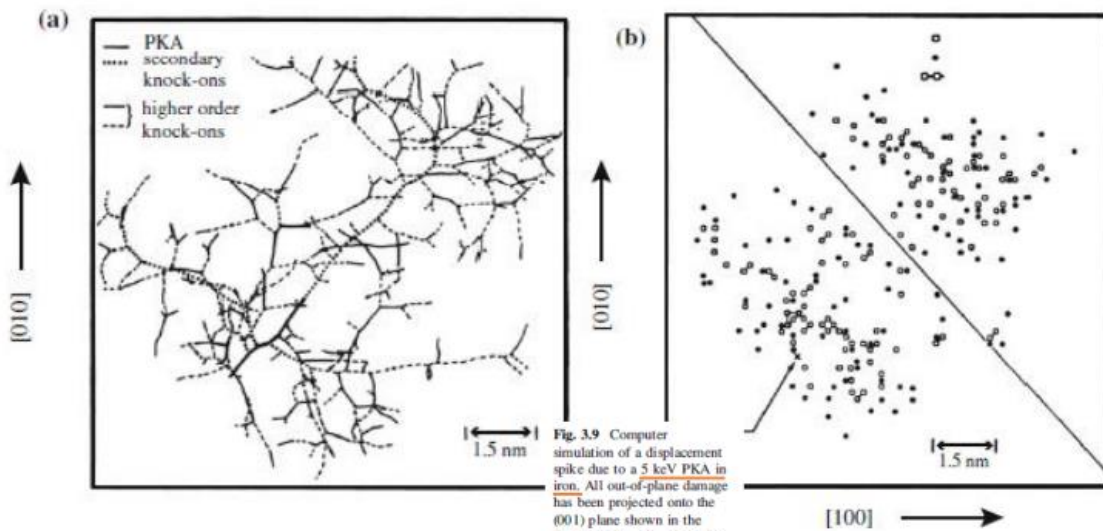 (a)
PKA
secondary
knock-ons
higher order
knock-ons
[010]
1.5 nm
(b)
[010]
1.5 nm
[100]
Fig. 3.9 Computer
simulation of a displacement
spike due to a 5 keV PKA in
iron. All out-of-plane damage
has been projected onto the
(001) plane shown in the